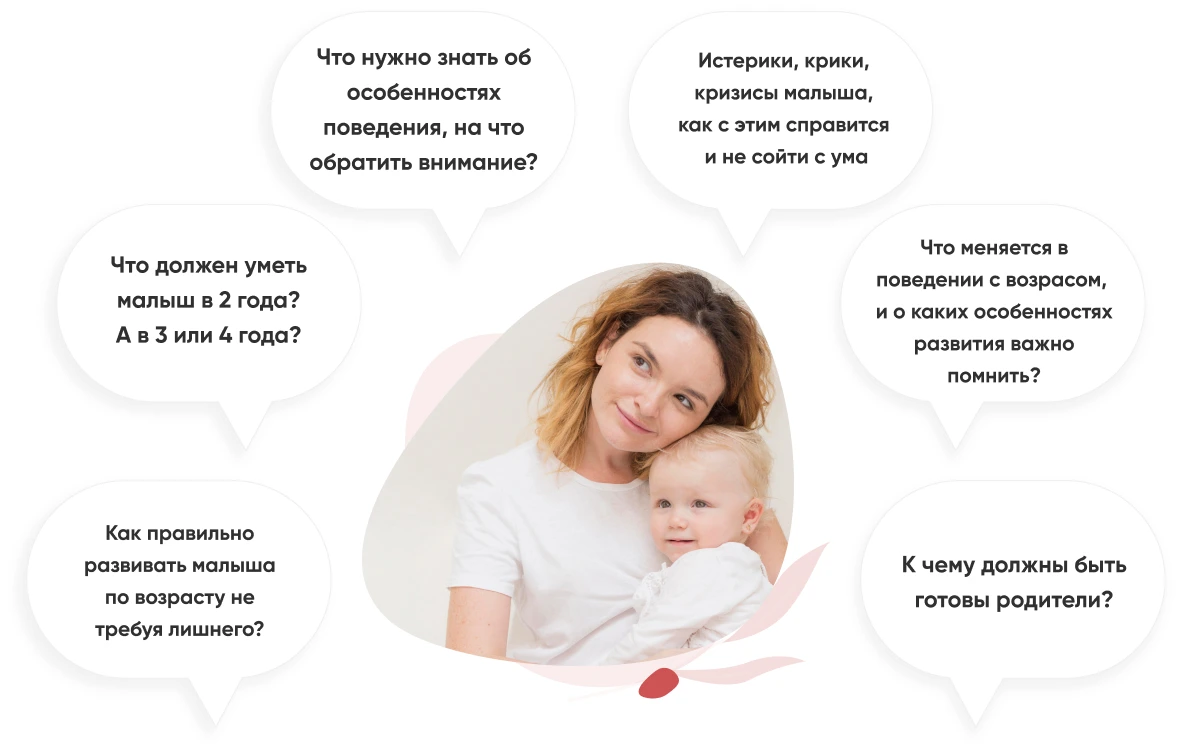 Что нужно знать об
особенностях
поведения, на что
обратить внимание?
Истерики, крики,
кризисы малыша,
как с этим справится
и не сойти с ума
Что должен уметь
малыш в 2 года?
А в 3 или 4 года?
Что меняется в
поведении с возрасом,
и о каких особенностях
развития важно
помнить?
Как правильно
развивать малыша
по возрасту не
требуя лишнего?
К чему должны быть
готовы родители?